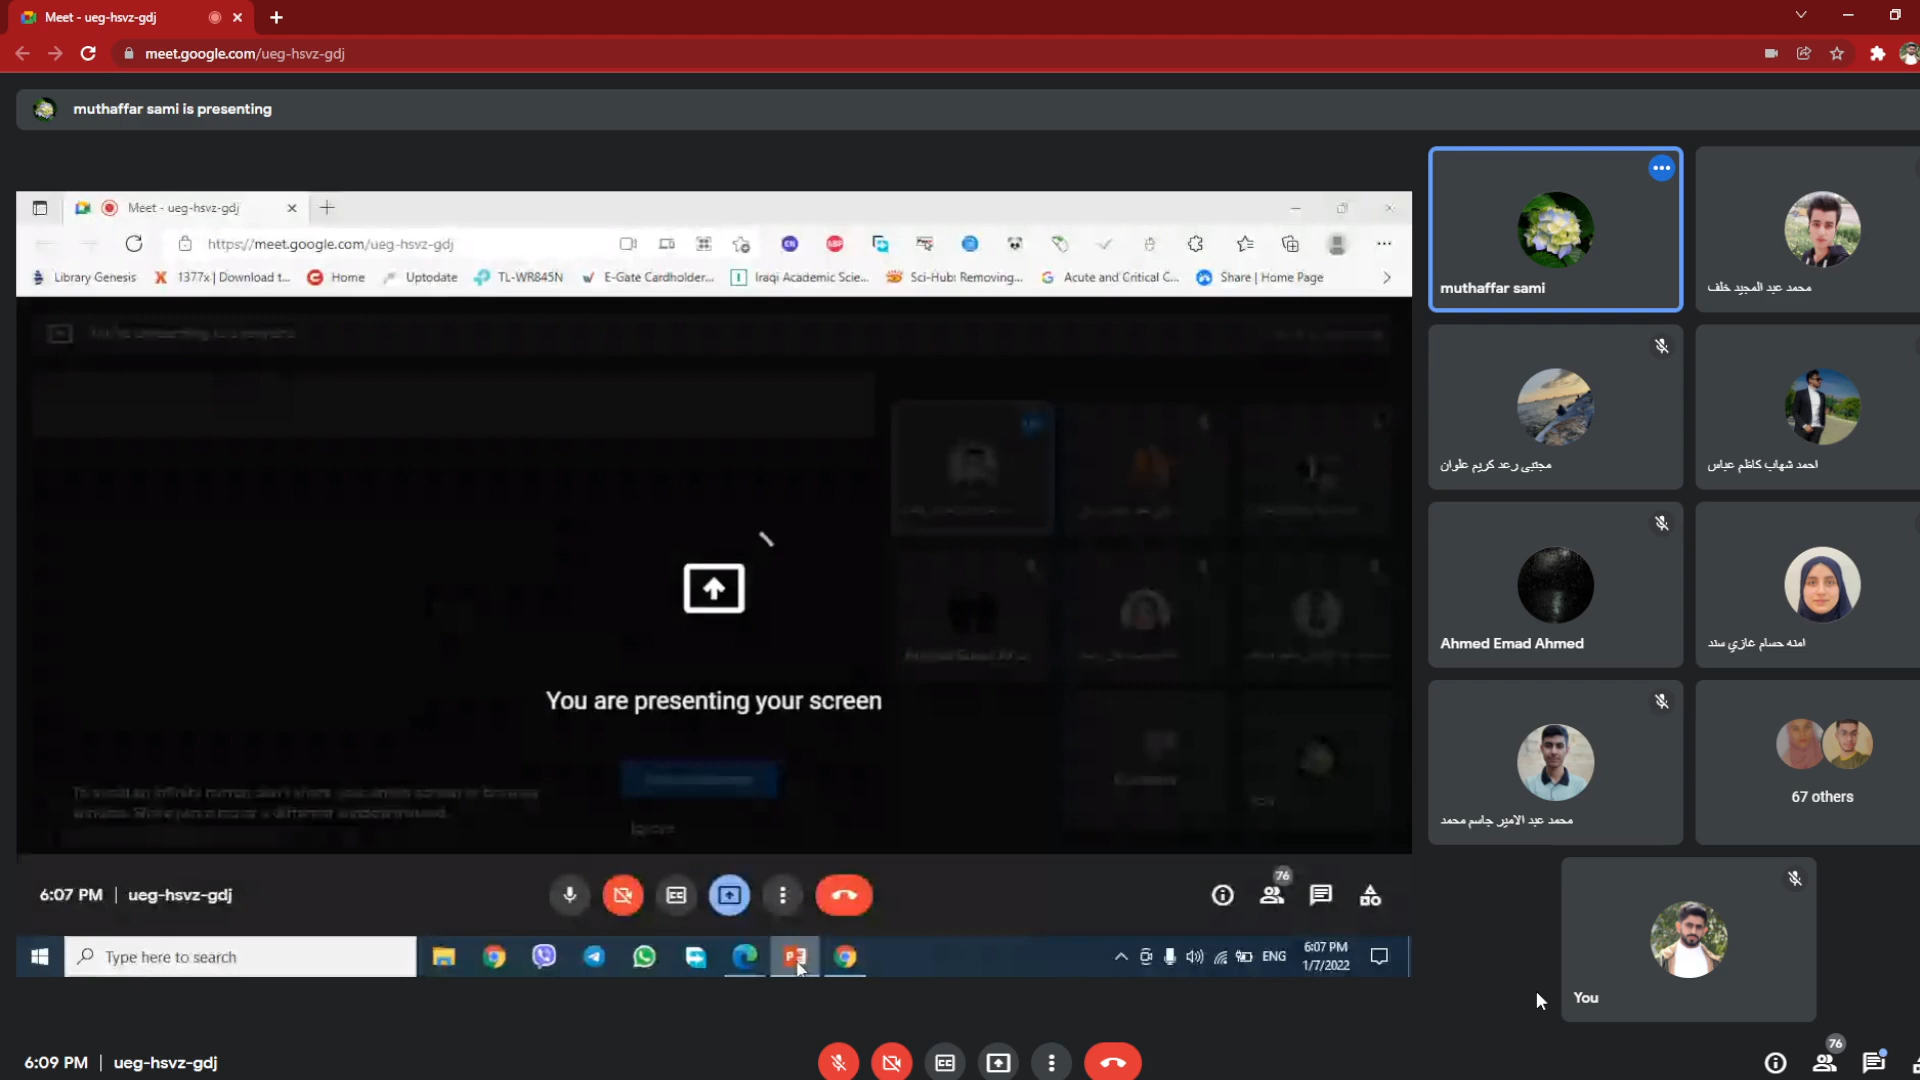 Meet - ueg-hsvz-gdj
meet.google.com/ueg-hsvz-gdj
muthaffar sami is presenting
Meet - ueg-hsvz-gdj
https://meet.google.com/ueg-hsvz-gdj
Library Genesis
1377x | Download t...
Home
Uptodate
TL-WR845N
E-Gate Cardholder...
Iraqi Academic Scie...
Sci-Hub: Removing...
Acute and Critical C...
Share | Home Page
You are presenting your screen
Ignore
6:07 PM | ueg-hsvz-gdj
76
Type here to search
ENG
6:07 PM
1/7/2022
muthaffar sami
محمد عبد المجيد خلف
مجتبى رعد كريم علوان
احمد شهاب كاظم عباس
Ahmed Emad Ahmed
امنه حسام غازي سند
محمد عبد الامير جاسم محمد
67 others
You
6:09 PM | ueg-hsvz-gdj
76